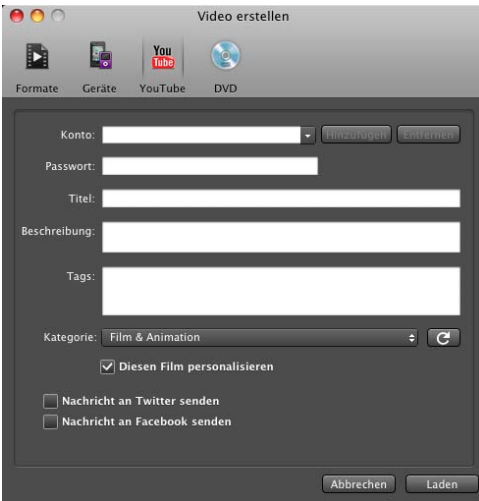 Video erstellen
You
Tube
Formate Geräte YouTube DVD
Konto: Hinzufügen Entfernen
Passwort:
Titel:
Beschreibung:
Tags:
Kategorie: Film & Animation
Diesen Film personalisieren
Nachricht an Twitter senden
Nachricht an Facebook senden
Abbrechen Laden